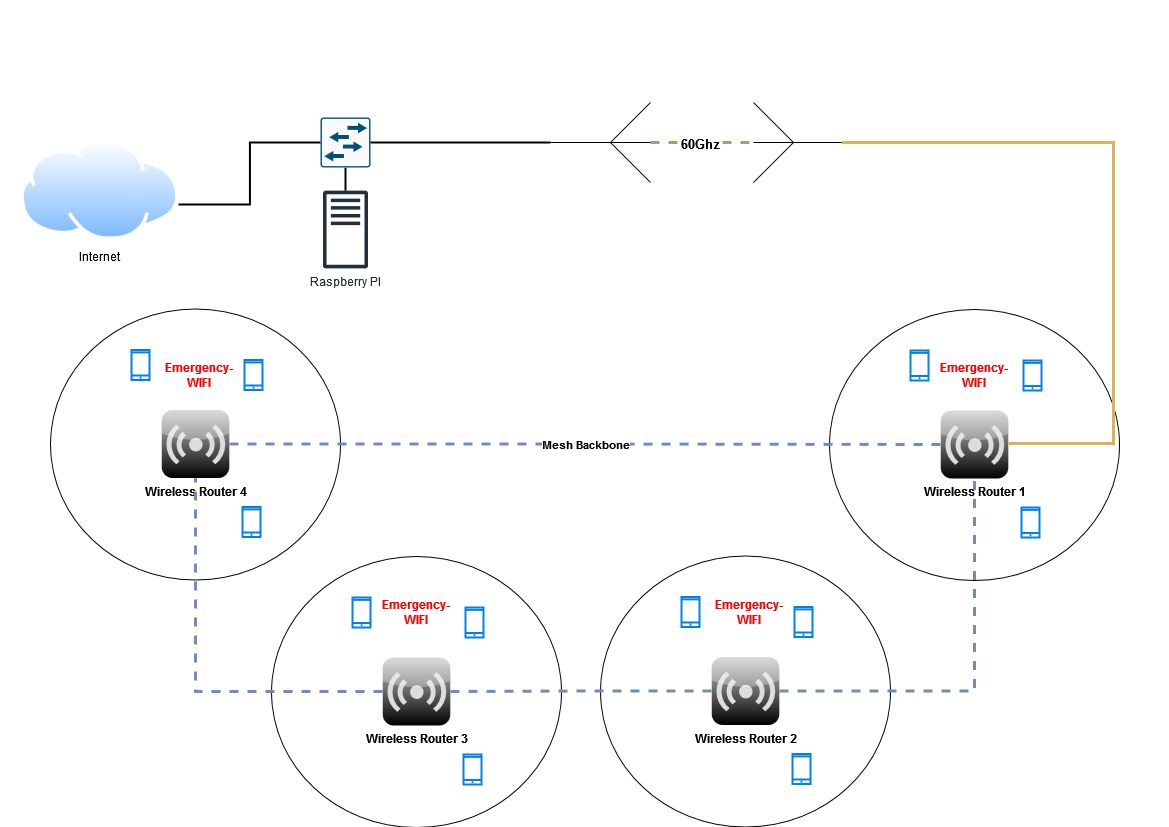 60Ghz
Internet
Raspberry PI
Emergency-
WIFI
Emergency-
WIFI
Mesh Backbone
Wireless Router 4
Wireless Router 1
Emergency-
WIFI
Emergency-
WIFI
Wireless Router 3
Wireless Router 2